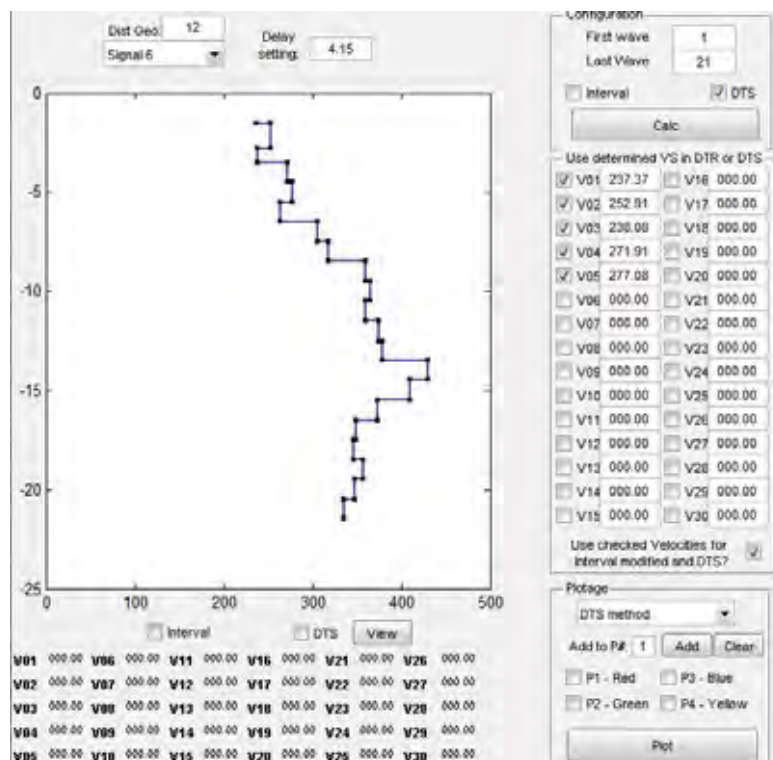 Configuration
Dist Geo: 12
Signal 6
Delay setting: 4.15
First wave 1
Last Wave 21
Interval DTS
Calc
0
-5
-10
-15
-20
-25
0 100 200 300 400 500
Use determined VS in DTR or DTS
V01 237.37 V16 000.00
V02 252.91 V17 000.00
V03 238.08 V18 000.00
V04 271.91 V19 000.00
V05 277.08 V20 000.00
V06 000.00 V21 000.00
V07 000.00 V22 000.00
V08 000.00 V23 000.00
V09 000.00 V24 000.00
V10 000.00 V25 000.00
V11 000.00 V26 000.00
V12 000.00 V27 000.00
V13 000.00 V28 000.00
V14 000.00 V29 000.00
V15 000.00 V30 000.00
Use checked Velocities for
Interval modified and DTS?
Interval DTS View
V01 000.00 V06 000.00 V11 000.00 V16 000.00 V21 000.00 V26 000.00
V02 000.00 V07 000.00 V12 000.00 V17 000.00 V22 000.00 V27 000.00
V03 000.00 V08 000.00 V13 000.00 V18 000.00 V23 000.00 V28 000.00
V04 000.00 V09 000.00 V14 000.00 V19 000.00 V24 000.00 V29 000.00
V05 000.00 V10 000.00 V15 000.00 V20 000.00 V25 000.00 V30 000.00
Plotage
DTS method
Add to P#: 1 Add Clear
P1 - Red P3 - Blue
P2 - Green P4 - Yellow
Plot